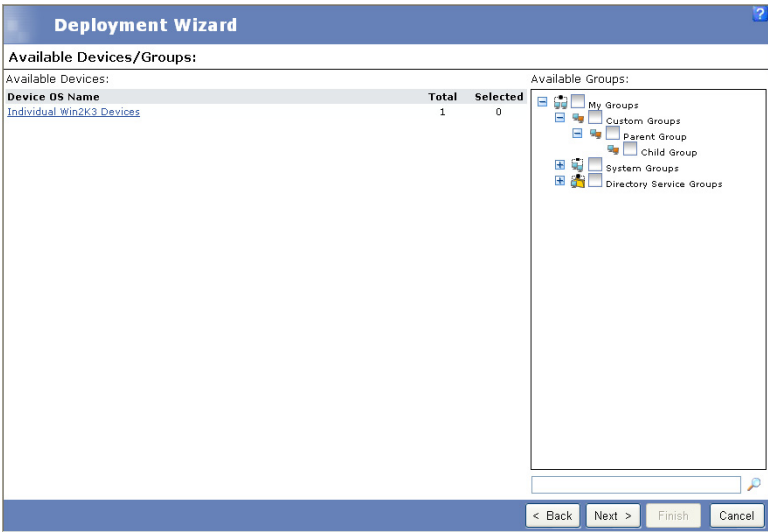 Deployment Wizard
?
Available Devices/Groups:
Available Devices:
Device OS Name Total Selected
Individual Win2K3 Devices 1 0
Available Groups:
My Groups
Custom Groups
Parent Group
Child Group
System Groups
Directory Service Groups
< Back Next > Finish Cancel